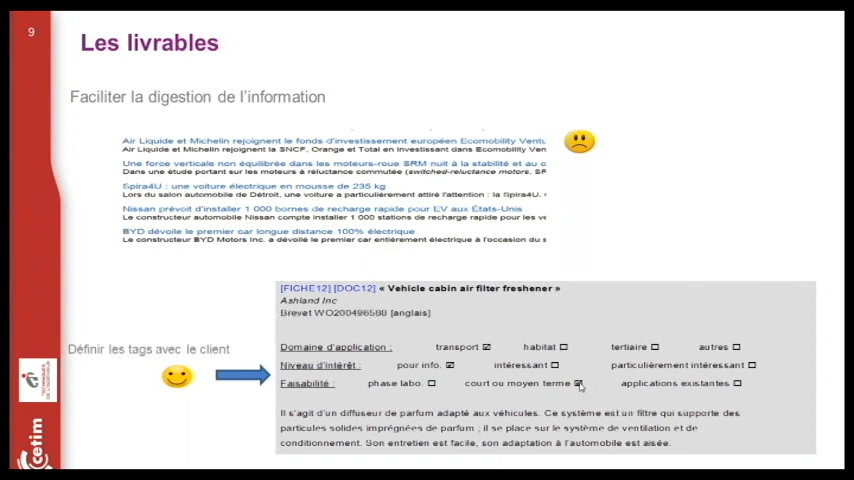 9
Les livrables
Faciliter la digestion de l'information
Air Liquide et Michelin rejoignent le fonds d'investissement européen Ecomobility Ventu
Air Liquide et Michelin rejoignent la SNCF, Orange et Total en investissant dans Ecomobility Ven
Une force verticale non équilibrée dans les moteurs-roue SRM nuit à la stabilité et au c
Dans une étude portant sur les moteurs à réluctance commutée (switched-reluctance motors, SF
Spira4U : une voiture électrique en mousse de 235 kg
Lors du salon automobile de Détroit, une voiture a particulièrement attiré l'attention : la Spira4U.
Nissan prévoit d'installer 1 000 bornes de recharge rapide pour EV aux États-Unis
Le constructeur automobile Nissan compte installer 1 000 stations de recharge rapide pour les ve
BYD dévoile le premier car longue distance 100% électrique
Le constructeur BYD Motors Inc. a dévoilé le premier car entièrement électrique à l'occasion du s
[FICHE12] [DOC12] « Vehicle cabin air filter freshener »
Ashland Inc
Brevet WO200496588 [anglais]
Définir les tags avec le client
Domaine d'application : transport ☑ habitat ☐ tertiaire ☐ autres ☐
Niveau d'intérêt : pour info. ☑ intéressant ☐ particulièrement intéressant ☐
Faisabilité : phase labo. ☐ court ou moyen terme ☑ applications existantes ☐
Il s'agit d'un diffuseur de parfum adapté aux véhicules. Ce système est un filtre qui supporte des
particules solides imprégnées de parfum ; il se place sur le système de ventilation et de
conditionnement. Son entretien est facile, son adaptation à l'automobile est aisée.
TECHNIQUES
DE L'INGÉNIEUR
cetim